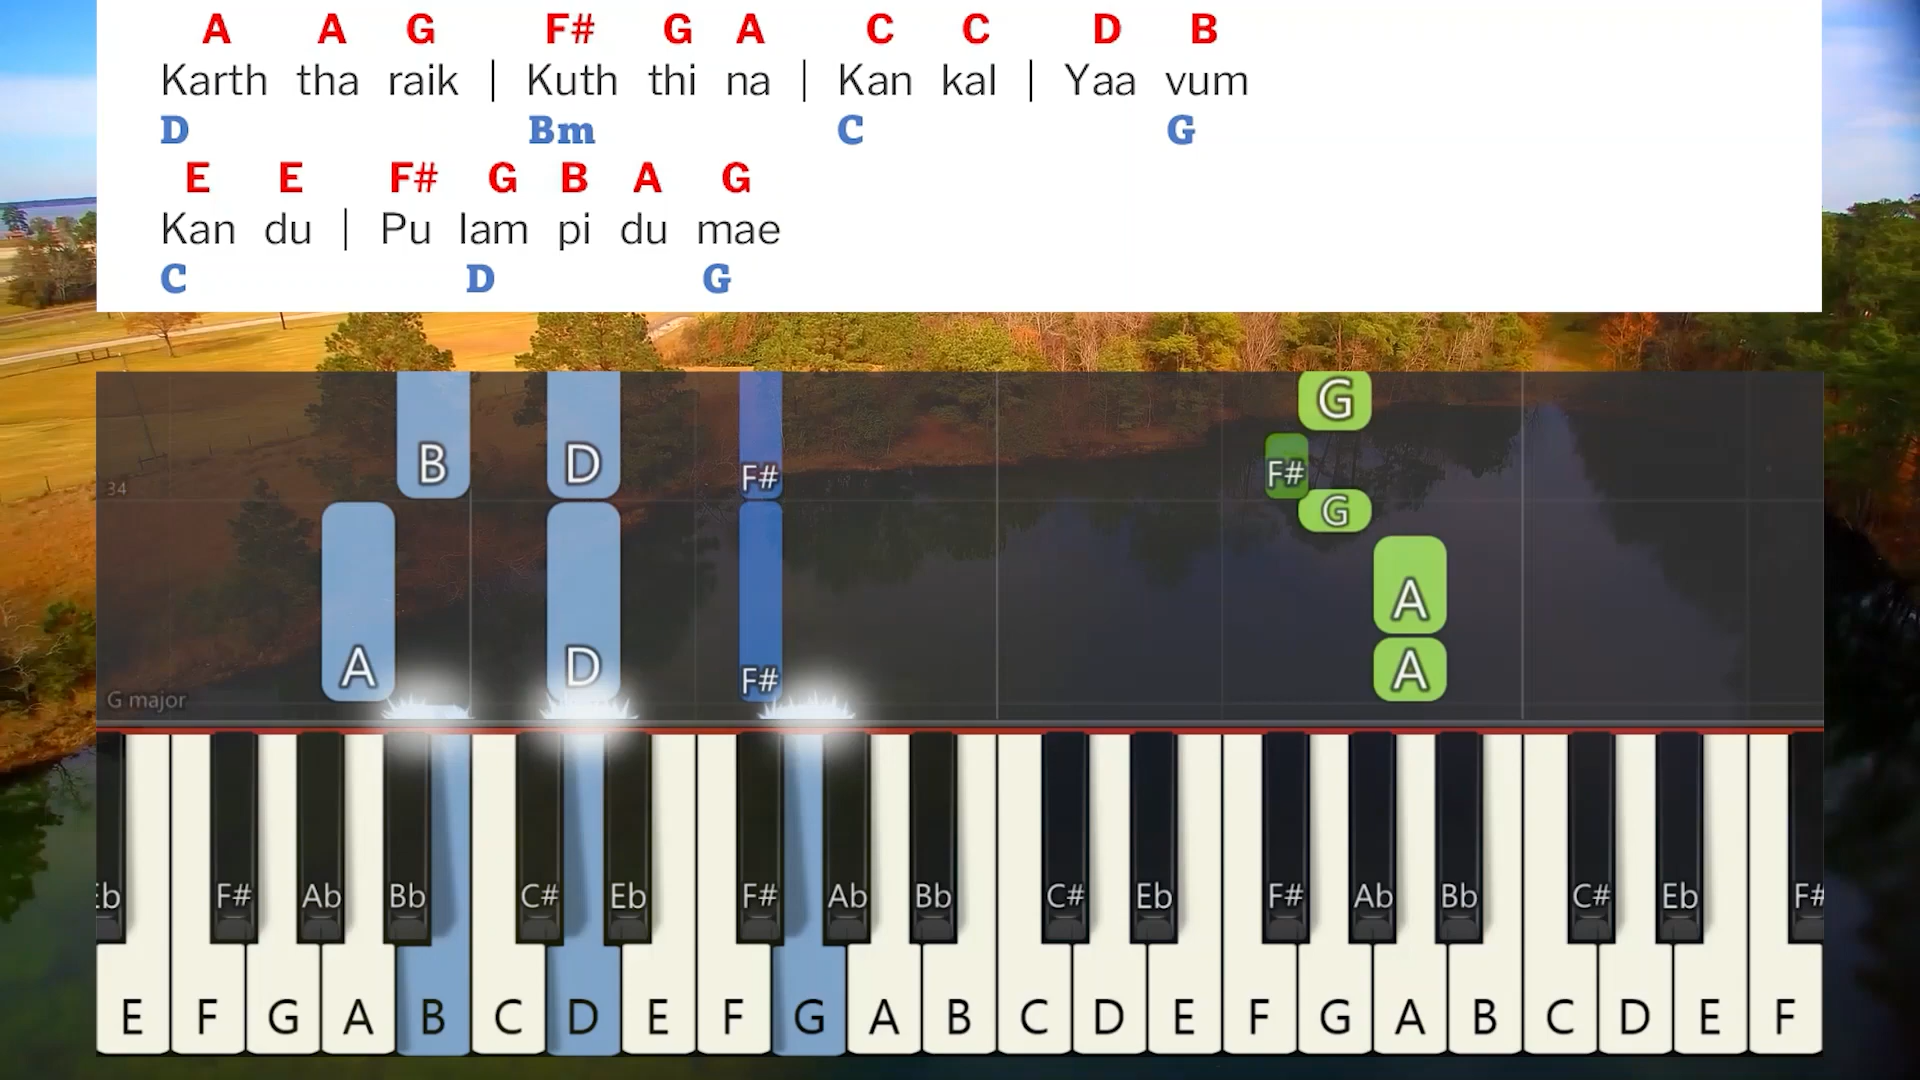 A A G F# G A C C D B
Karth tha raik | Kuth thi na | Kan kal | Yaa vum
D Bm C G
E E F# G B A G
Kan du | Pu lam pi du mae
C D G
G
B D F# F#
34
G
A
A D F# A
G major
Eb F# Ab Bb C# Eb F# Ab Bb C# Eb F# Ab Bb C# Eb F#
E F G A B C D E F G A B C D E F G A B C D E F